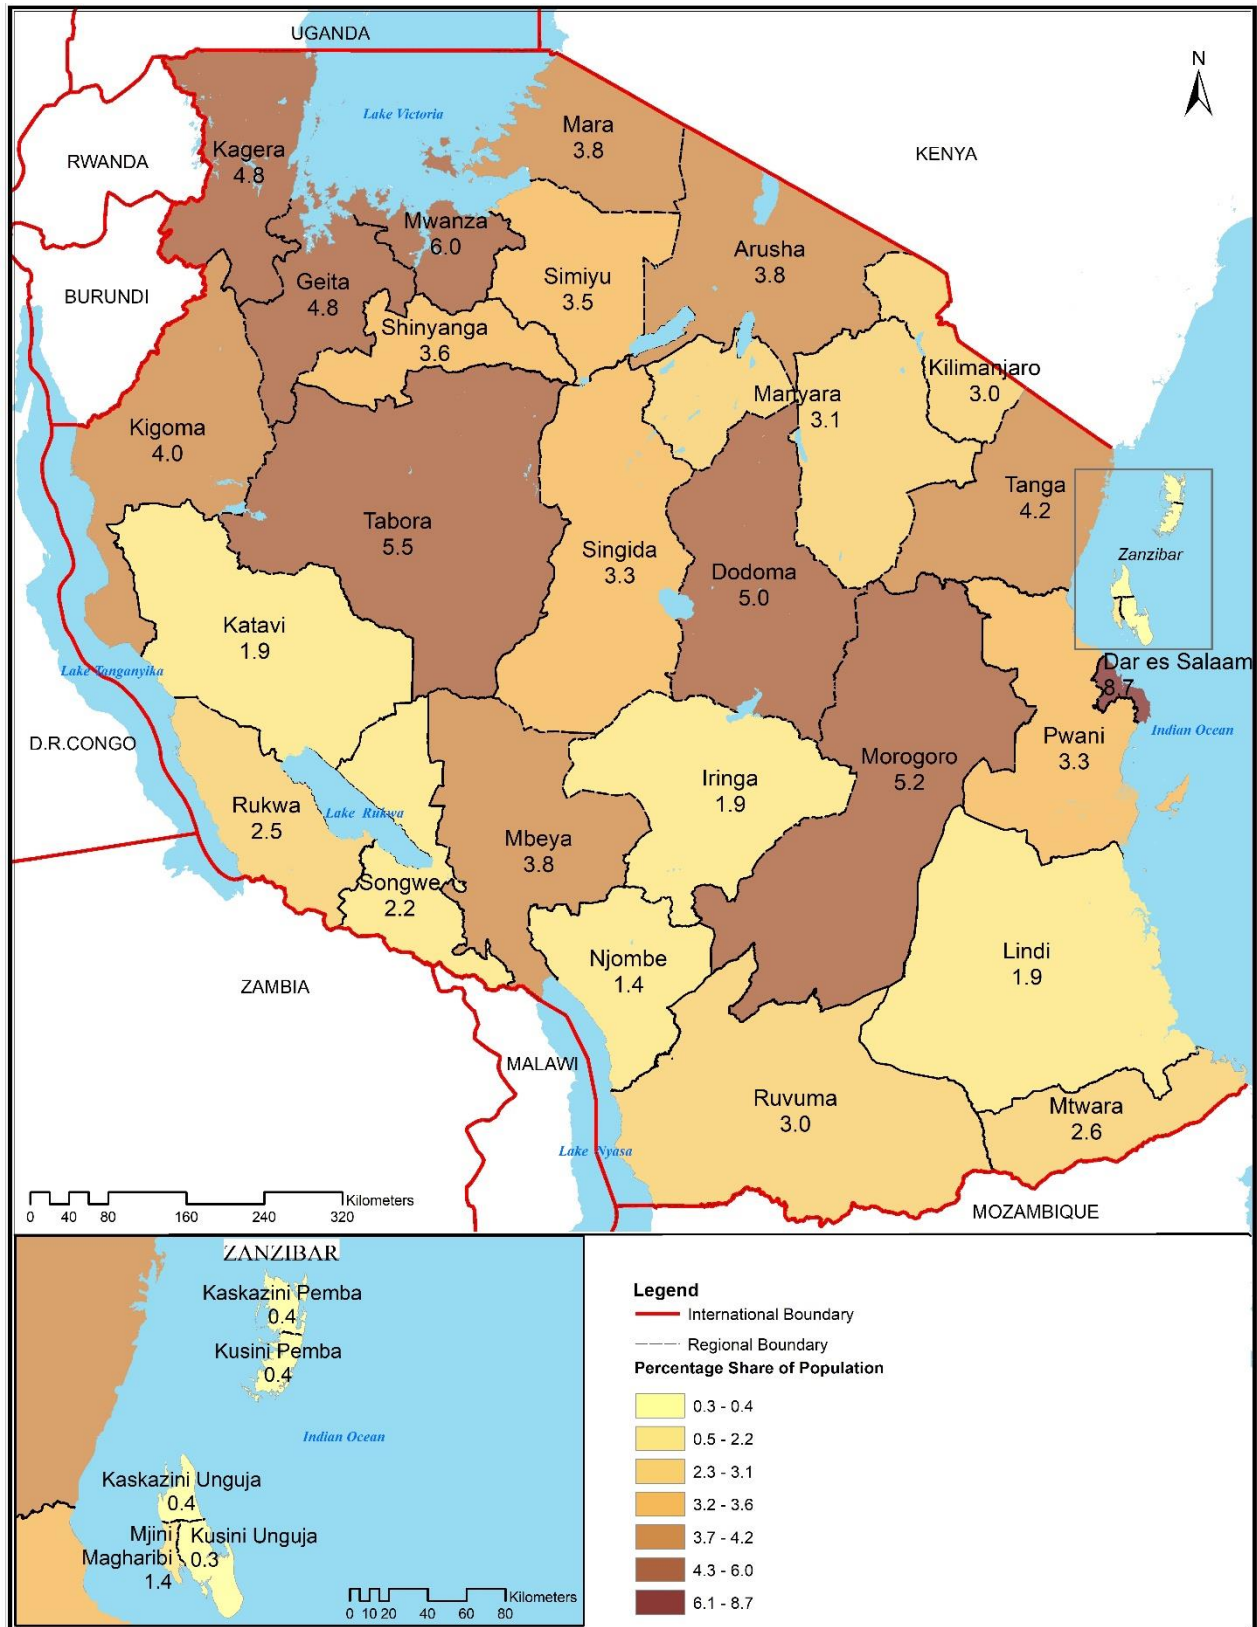 UGANDA
N
Lake Victoria
Mara
3.8
KENYA
Kagera
4.8
RWANDA
Mwanza
6.0
Arusha
3.8
Simiyu
3.5
Geita
4.8
BURUNDI
Shinyanga
3.6
Kilimanjaro
3.0
Manyara
3.1
Kigoma
4.0
Tanga
4.2
Tabora
5.5
Singida
3.3
Zanzibar
Dodoma
5.0
Katavi
1.9
Lake Tanganyika
Dar es Salaam
8.7
D.R.CONGO
Indian Ocean
Pwani
3.3
Morogoro
5.2
Iringa
1.9
Rukwa
2.5
Lake Rukwa
Mbeya
3.8
Songwe
2.2
Lindi
1.9
Njombe
1.4
ZAMBIA
MALAWI
Ruvuma
3.0
Mtwara
2.6
Lake Nyasa
Kilometers
0 40 80 160 240 320
MOZAMBIQUE
ZANZIBAR
Kaskazini Pemba
0.4
Kusini Pemba
0.4
Indian Ocean
Kaskazini Unguja
0.4
Mjini
Magharibi
1.4
Kusini Unguja
0.3
Kilometers
0 10 20 40 60 80
Legend
International Boundary
Regional Boundary
Percentage Share of Population
0.3 - 0.4
0.5 - 2.2
2.3 - 3.1
3.2 - 3.6
3.7 - 4.2
4.3 - 6.0
6.1 - 8.7